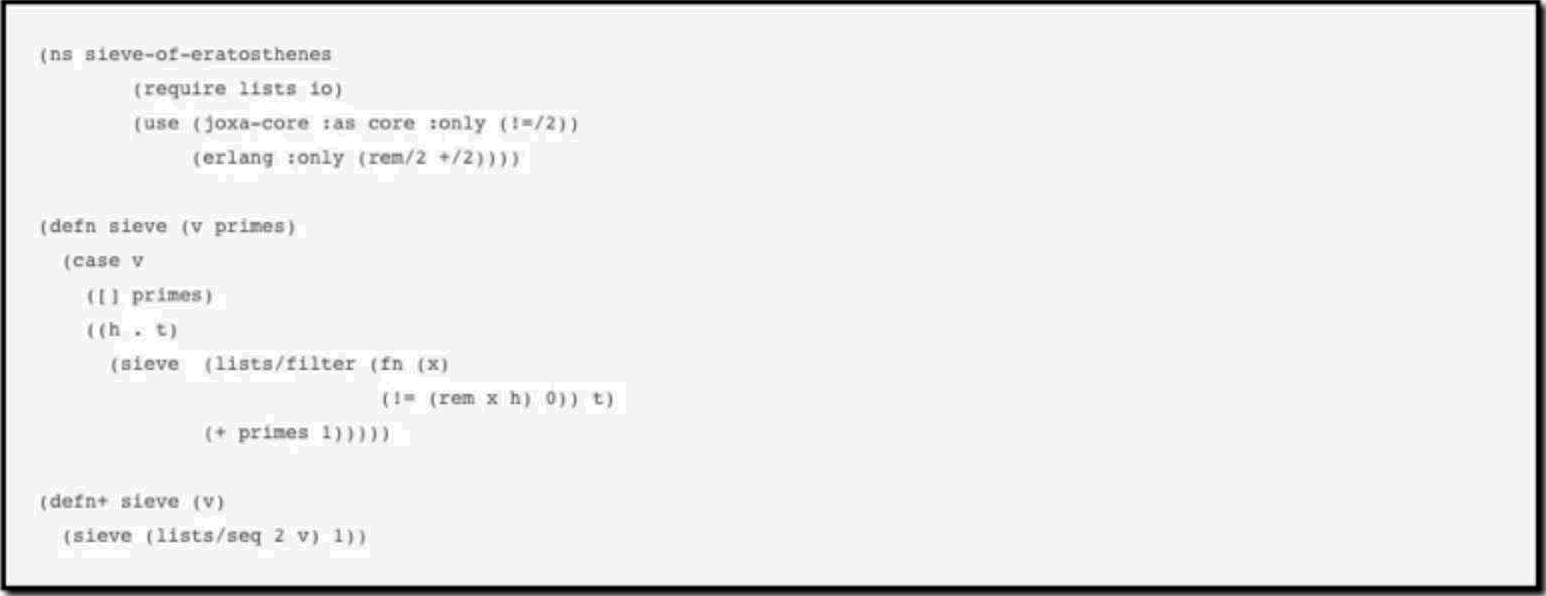 (ns sieve-of-eratosthenes
(require lists io)
(use (joxa-core :as core :only (!=/2))
(erlang :only (rem/2 +/2))))
(defn sieve (v primes)
(case v
([] primes)
((h . t)
(sieve  (lists/filter (fn (x)
(!= (rem x h) 0)) t)
(+ primes 1)))))
(defn+ sieve (v)
(sieve (lists/seq 2 v) 1))